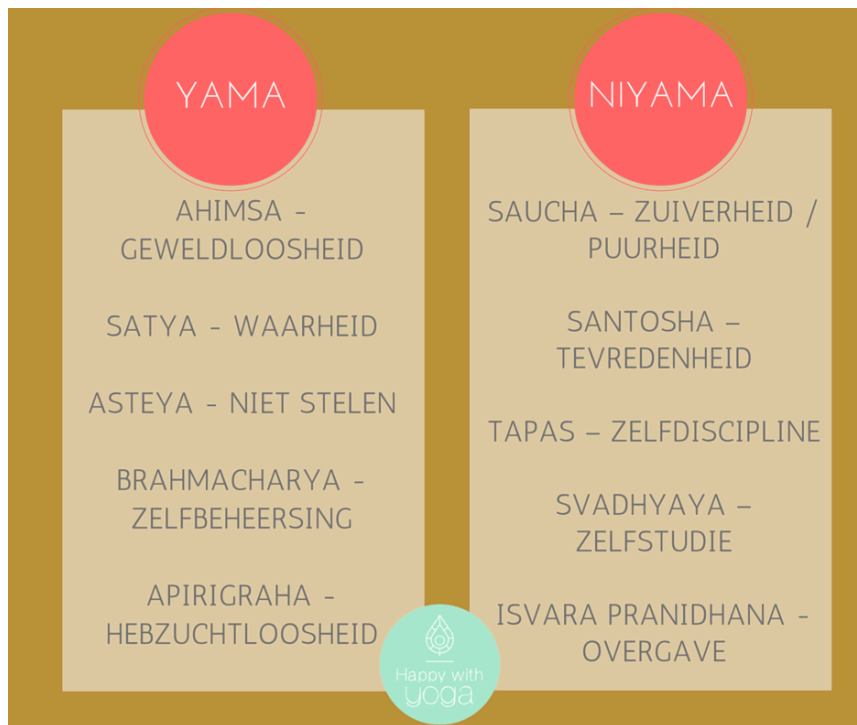 YAMA
AHIMSA -
GEWELDLOOSHEID
SATYA - WAARHEID
ASTEYA - NIET STELEN
BRAHMACHARYA -
ZELFBEHEERSING
APIRIGRAHA -
HEBZUCHTLOOSHEID
NIYAMA
SAUCHA – ZUIVERHEID /
PUURHEID
SANTOSHA –
TEVREDENHEID
TAPAS – ZELFDISCIPLINE
SVADHYAYA –
ZELFSTUDIE
ISVARA PRANIDHANA -
OVERGAVE
Happy with
yoga